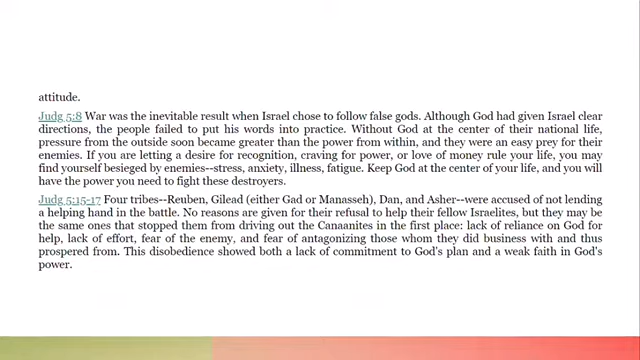 attitude.
Judg 5:8 War was the inevitable result when Israel chose to follow false gods. Although God had given Israel clear
directions, the people failed to put his words into practice. Without God at the center of their national life,
pressure from the outside soon became greater than the power from within, and they were an easy prey for their
enemies. If you are letting a desire for recognition, craving for power, or love of money rule your life, you may
find yourself besieged by enemies--stress, anxiety, illness, fatigue. Keep God at the center of your life, and you will
have the power you need to fight these destroyers.
Judg 5:15-17 Four tribes--Reuben, Gilead (either Gad or Manasseh), Dan, and Asher--were accused of not lending
a helping hand in the battle. No reasons are given for their refusal to help their fellow Israelites, but they may be
the same ones that stopped them from driving out the Canaanites in the first place: lack of reliance on God for
help, lack of effort, fear of the enemy, and fear of antagonizing those whom they did business with and thus
prospered from. This disobedience showed both a lack of commitment to God's plan and a weak faith in God's
power.